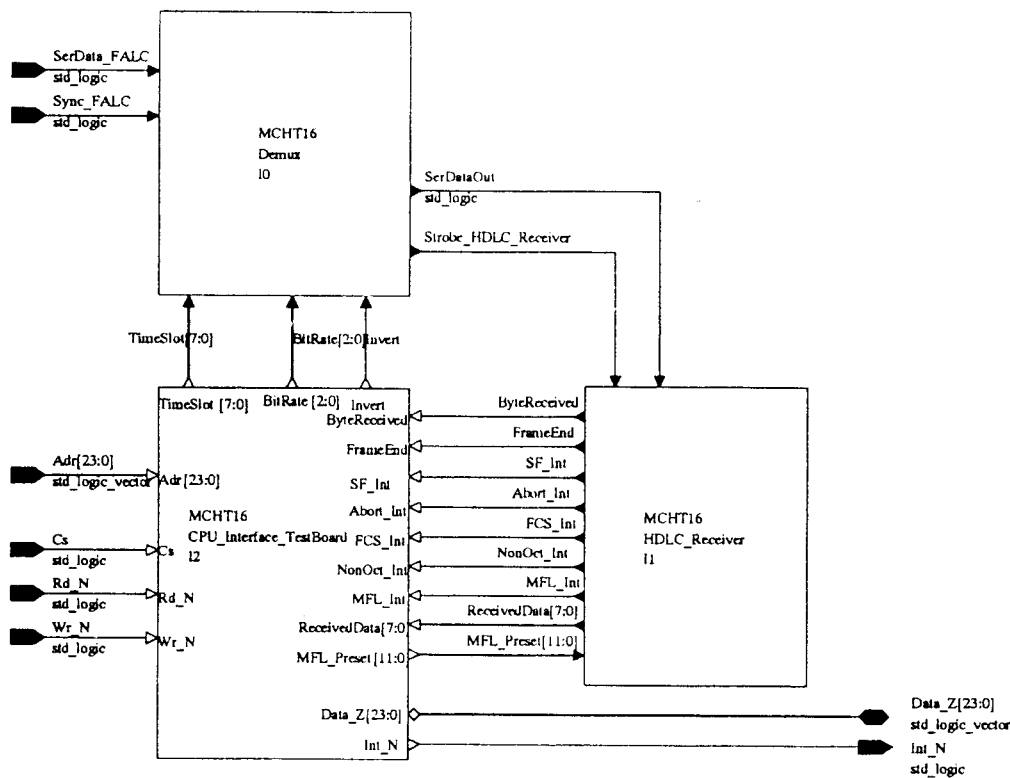 SerData_FALC
std_logic
Sync_FALC
std_logic
MCHT16
Demux
I0
SerDataOut
std_logic
Strobe_HDLC_Receiver
TimeSlot[7:0]
BitRate[2:0]
Invert
TimeSlot [7:0]
BitRate [2:0]
Invert
ByteReceived
ByteReceived
FrameEnd
FrameEnd
SF_Int
SF_Int
Abort_Int
Abort_Int
FCS_Int
FCS_Int
NonOct_Int
NonOct_Int
MFL_Int
MFL_Int
ReceivedData[7:0]
ReceivedData[7:0
MFL_Preset[11:0]
MFL_Preset[11:0
Adr[23:0]
std_logic_vector
Adr[23:0]
MCHT16
CPU_Interface_TestBoard
I2
MCHT16
HDLC_Receiver
I1
Cs
std_logic
Cs
Rd_N
std_logic
Rd_N
Wr_N
std_logic
Wr_N
Data_Z[23:0]
Data_Z[23:0]
std_logic_vector
Int_N
Int_N
std_logic